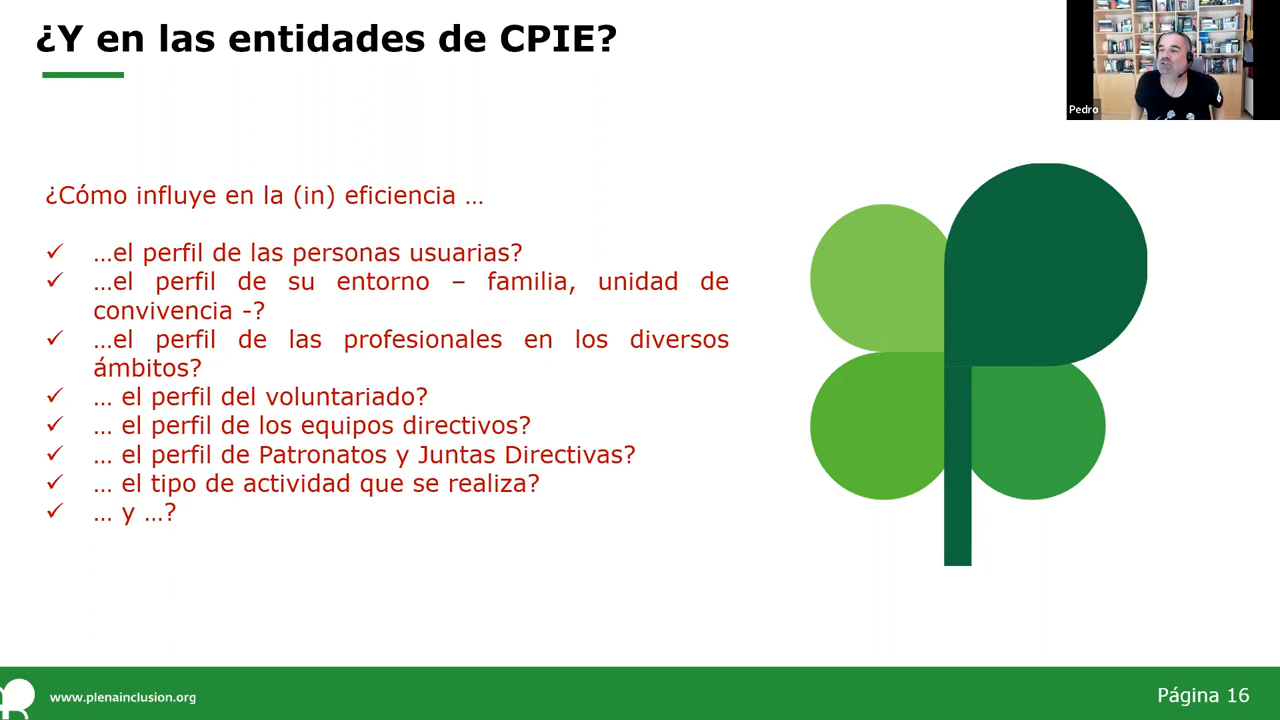 ¿Y en las entidades de CPIE?
Pedro
¿Cómo influye en la (in) eficiencia …
✓ …el perfil de las personas usuarias?
✓ …el perfil de su entorno – familia, unidad de
convivencia -?
✓ …el perfil de las profesionales en los diversos
ámbitos?
✓ … el perfil del voluntariado?
✓ … el perfil de los equipos directivos?
✓ … el perfil de Patronatos y Juntas Directivas?
✓ … el tipo de actividad que se realiza?
✓ … y …?
www.plenainclusion.org
Página 16